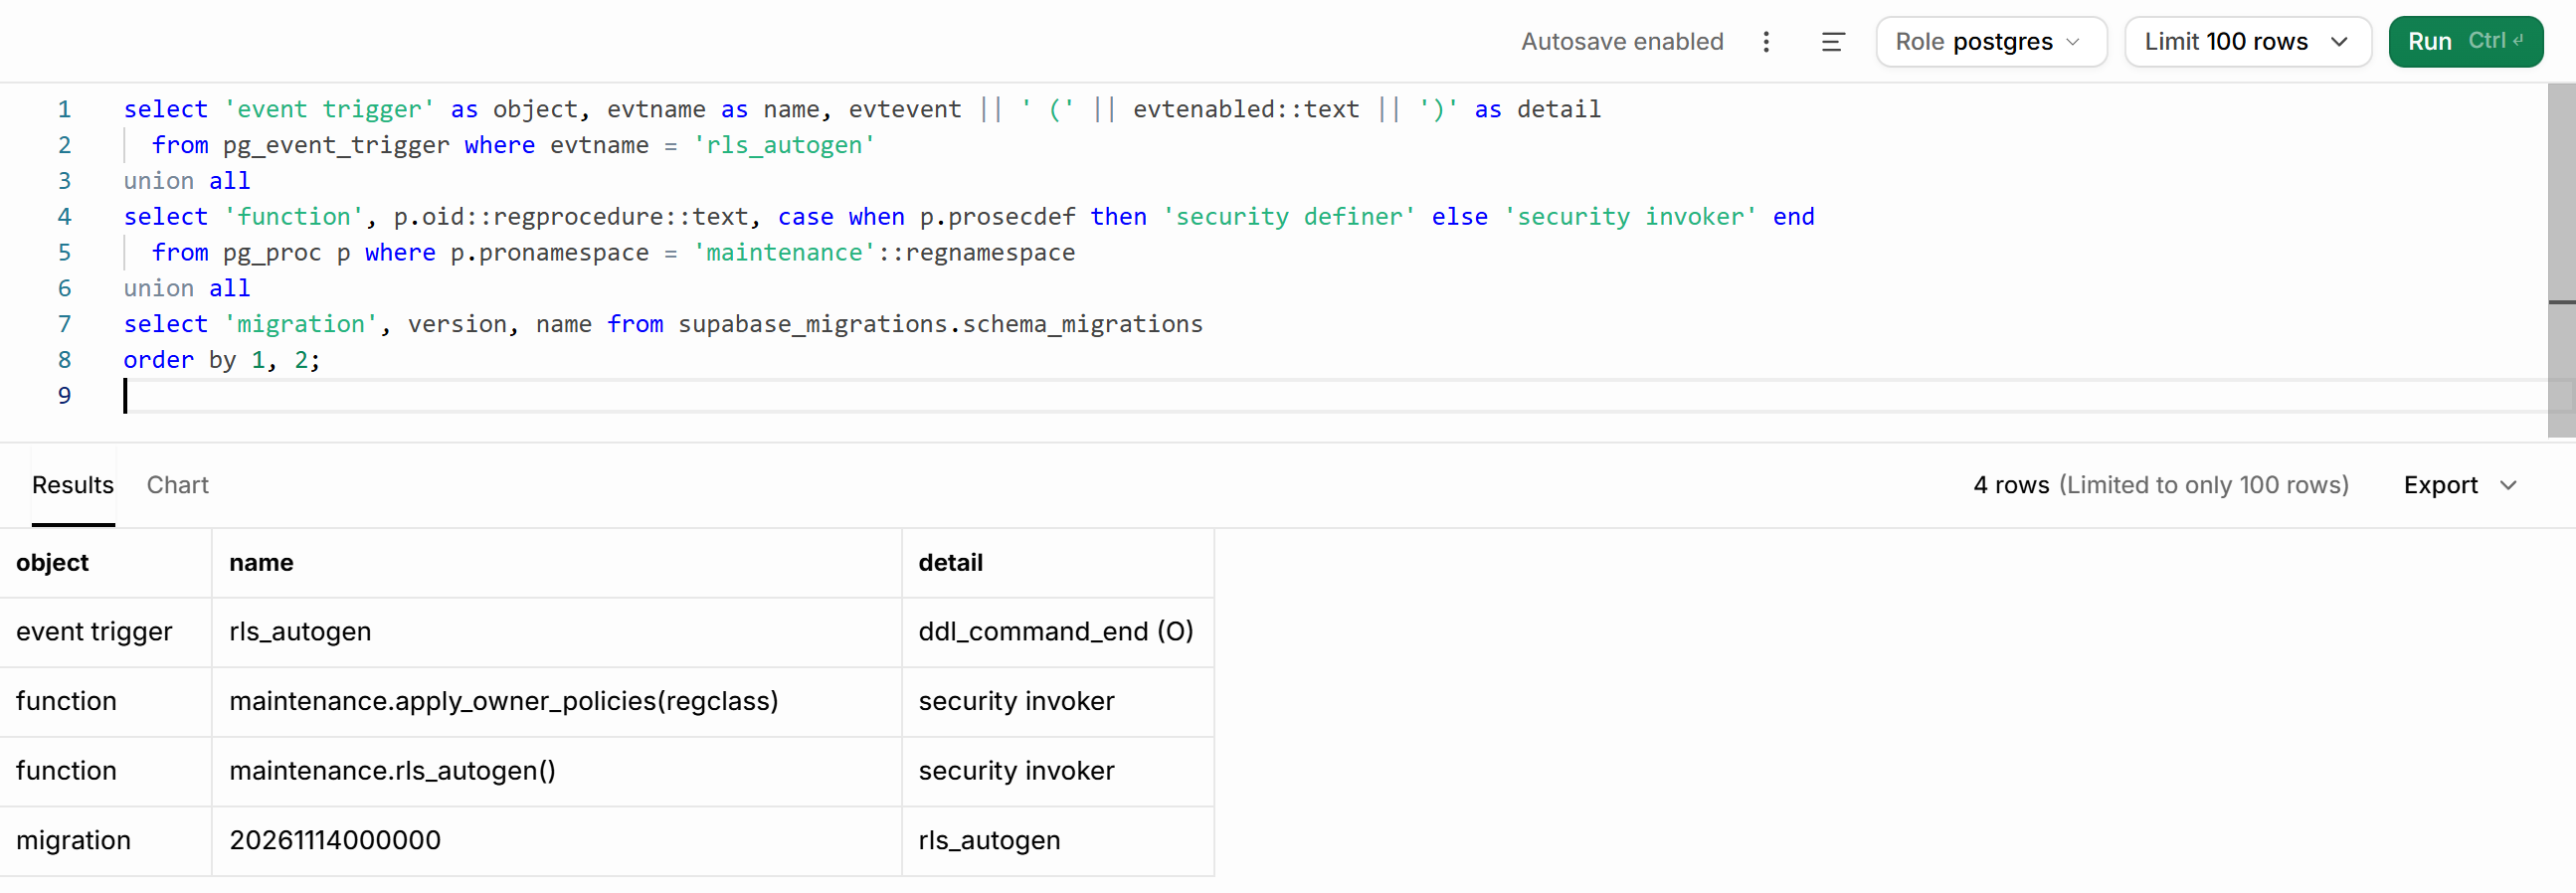 Autosave enabled Role postgres Limit 100 rows Run Ctrl ↵
1 select 'event trigger' as object, evtname as name, evtevent || ' (' || evtenabled::text || ')' as detail
2 from pg_event_trigger where evtname = 'rls_autogen'
3 union all
4 select 'function', p.oid::regprocedure::text, case when p.prosecdef then 'security definer' else 'security invoker' end
5 from pg_proc p where p.pronamespace = 'maintenance'::regnamespace
6 union all
7 select 'migration', version, name from supabase_migrations.schema_migrations
8 order by 1, 2;
9
Results Chart 4 rows (Limited to only 100 rows) Export
object name detail
event trigger rls_autogen ddl_command_end (O)
function maintenance.apply_owner_policies(regclass) security invoker
function maintenance.rls_autogen() security invoker
migration 20261114000000 rls_autogen